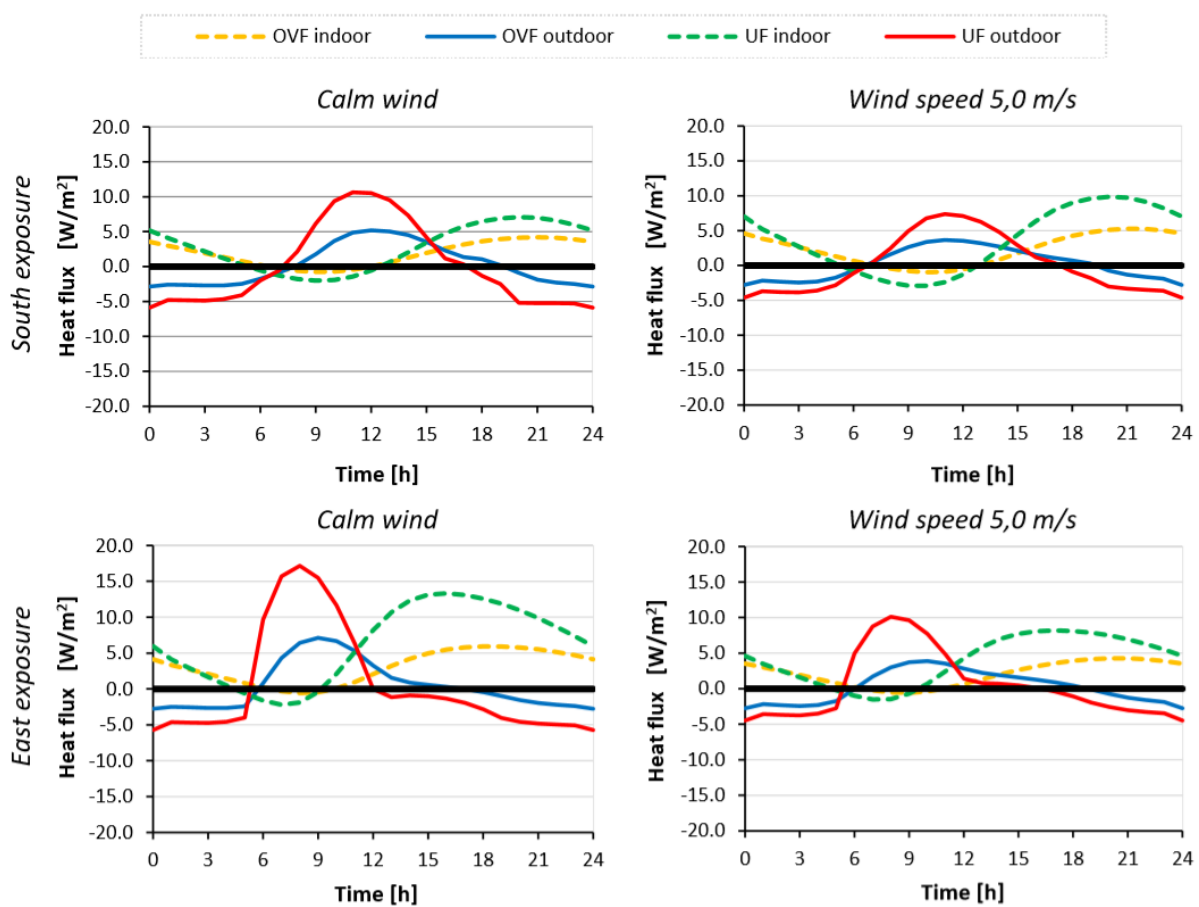 OVF indoor OVF outdoor UF indoor UF outdoor
Calm wind
South exposure
Heat flux [W/m²]
20.0
15.0
10.0
5.0
0.0
-5.0
-10.0
-15.0
-20.0
0 3 6 9 12 15 18 21 24
Time [h]
Wind speed 5,0 m/s
Heat flux [W/m²]
20.0
15.0
10.0
5.0
0.0
-5.0
-10.0
-15.0
-20.0
0 3 6 9 12 15 18 21 24
Time [h]
Calm wind
East exposure
Heat flux [W/m²]
20.0
15.0
10.0
5.0
0.0
-5.0
-10.0
-15.0
-20.0
0 3 6 9 12 15 18 21 24
Time [h]
Wind speed 5,0 m/s
Heat flux [W/m²]
20.0
15.0
10.0
5.0
0.0
-5.0
-10.0
-15.0
-20.0
0 3 6 9 12 15 18 21 24
Time [h]